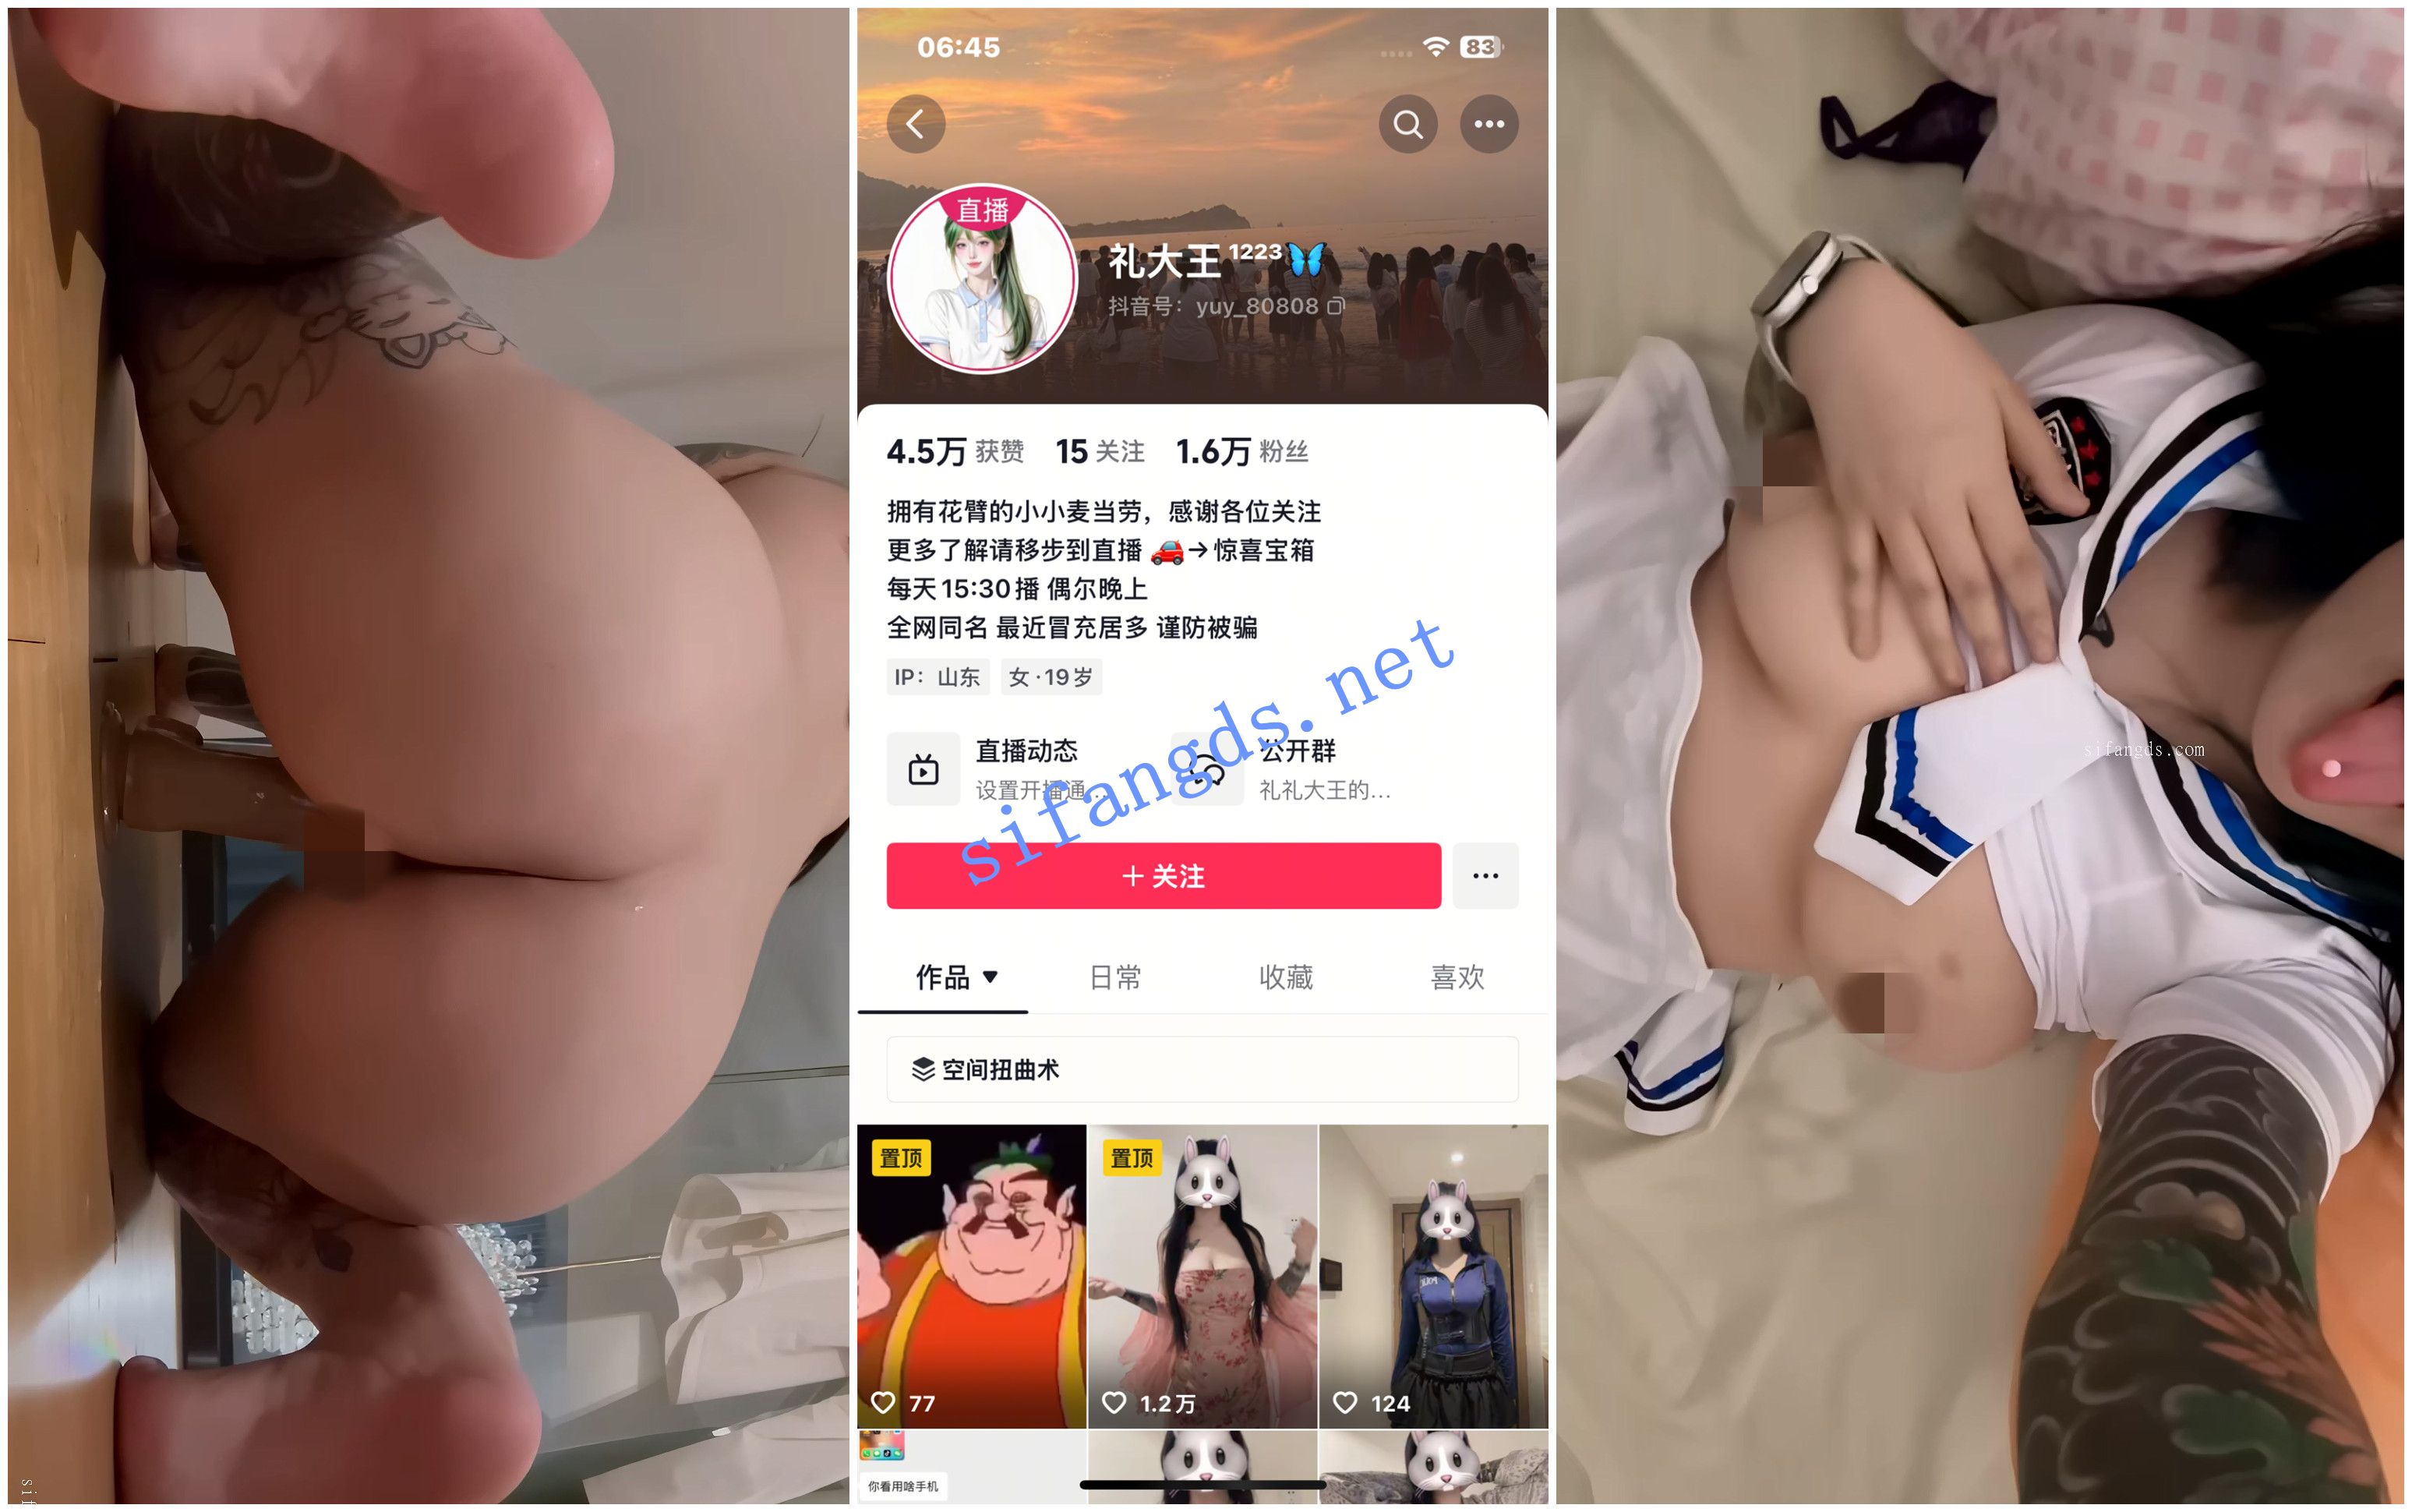 06:45
83
直播
礼大王¹²²³🦋
抖音号：yuy_80808
4.5万 获赞 15 关注 1.6万 粉丝
拥有花臂的小小麦当劳，感谢各位关注
更多了解请移步到直播 🚗→惊喜宝箱
每天15:30播 偶尔晚上
全网同名 最近冒充居多 谨防被骗
IP：山东 女·19岁
直播动态 公开群
设置开播通... 礼礼大王的...
sifangds.net
＋关注
作品 ▼ 日常 收藏 喜欢
空间扭曲术
置顶 置顶
77 1.2万 124
你看用啥手机
sifangds.com